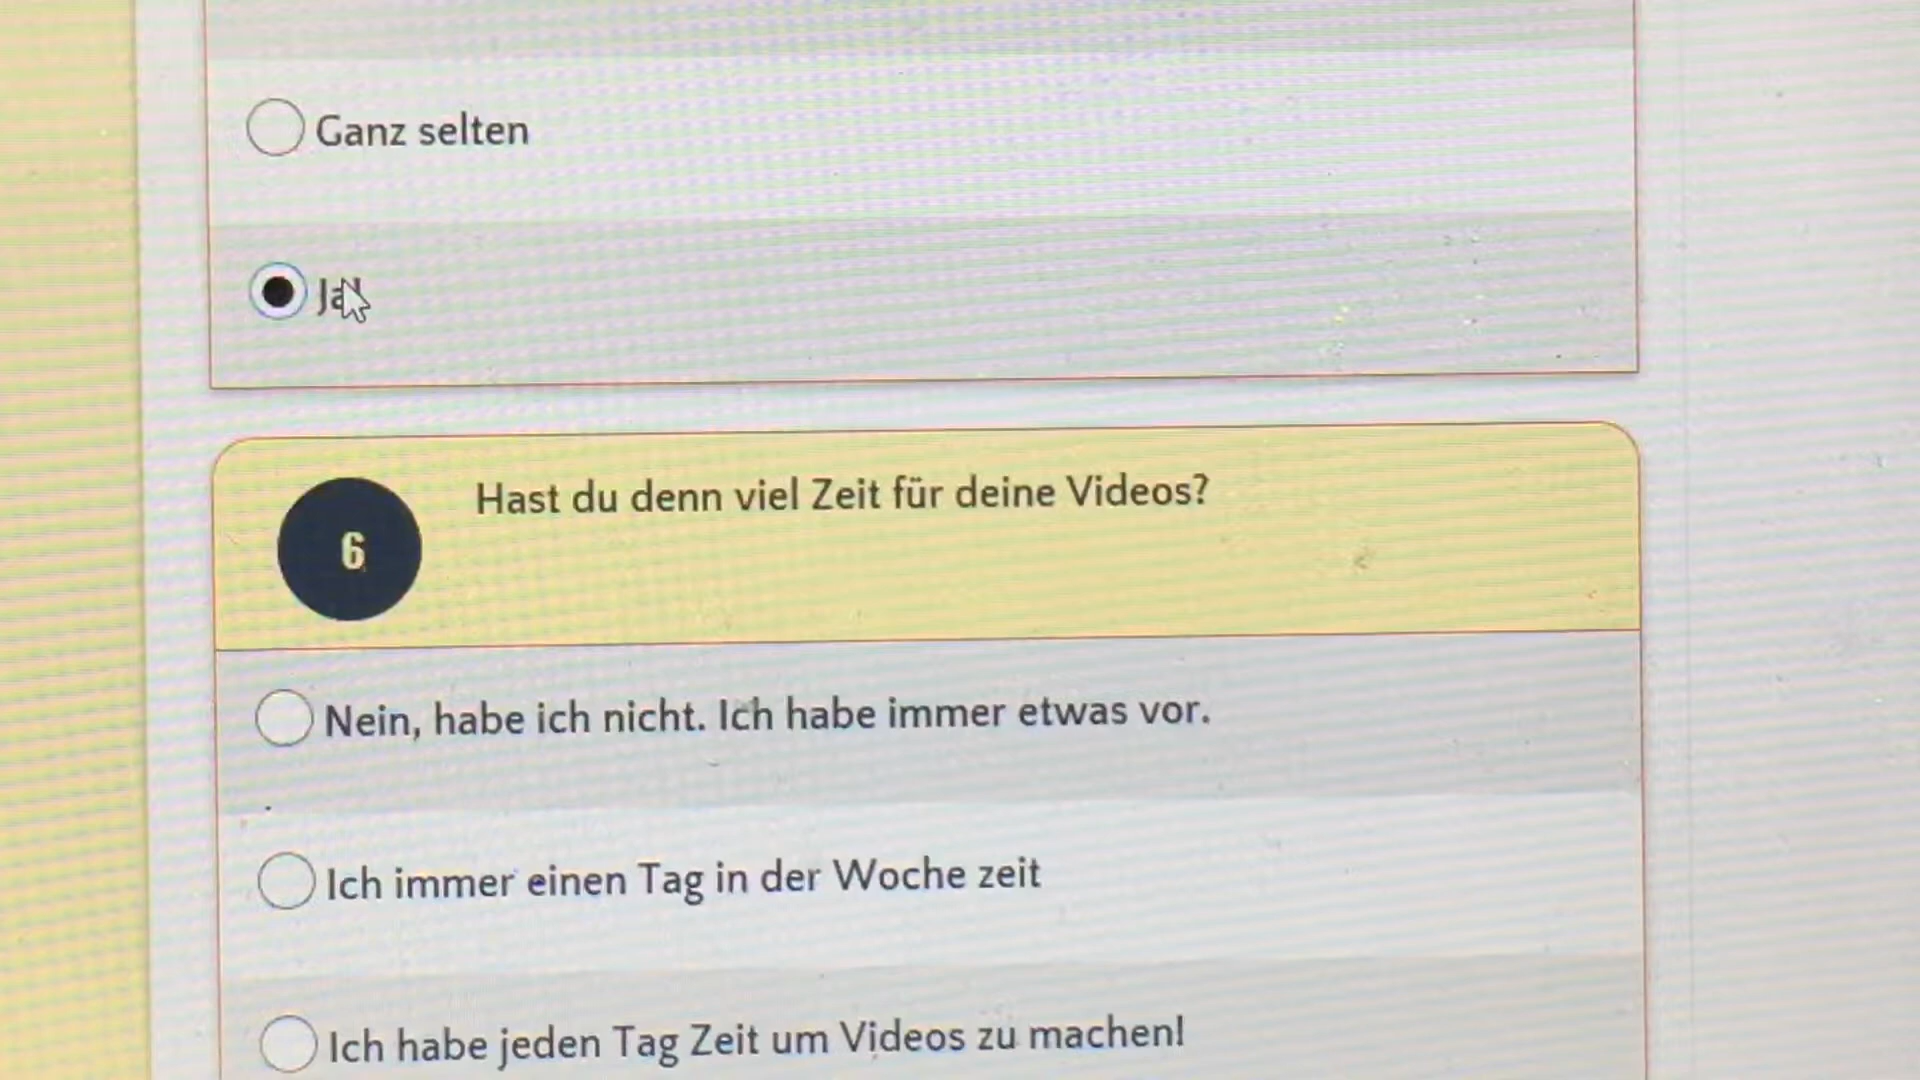 Ganz selten
Ja!
Hast du denn viel Zeit für deine Videos?
6
Nein, habe ich nicht. Ich habe immer etwas vor.
Ich immer einen Tag in der Woche zeit
Ich habe jeden Tag Zeit um Videos zu machen!